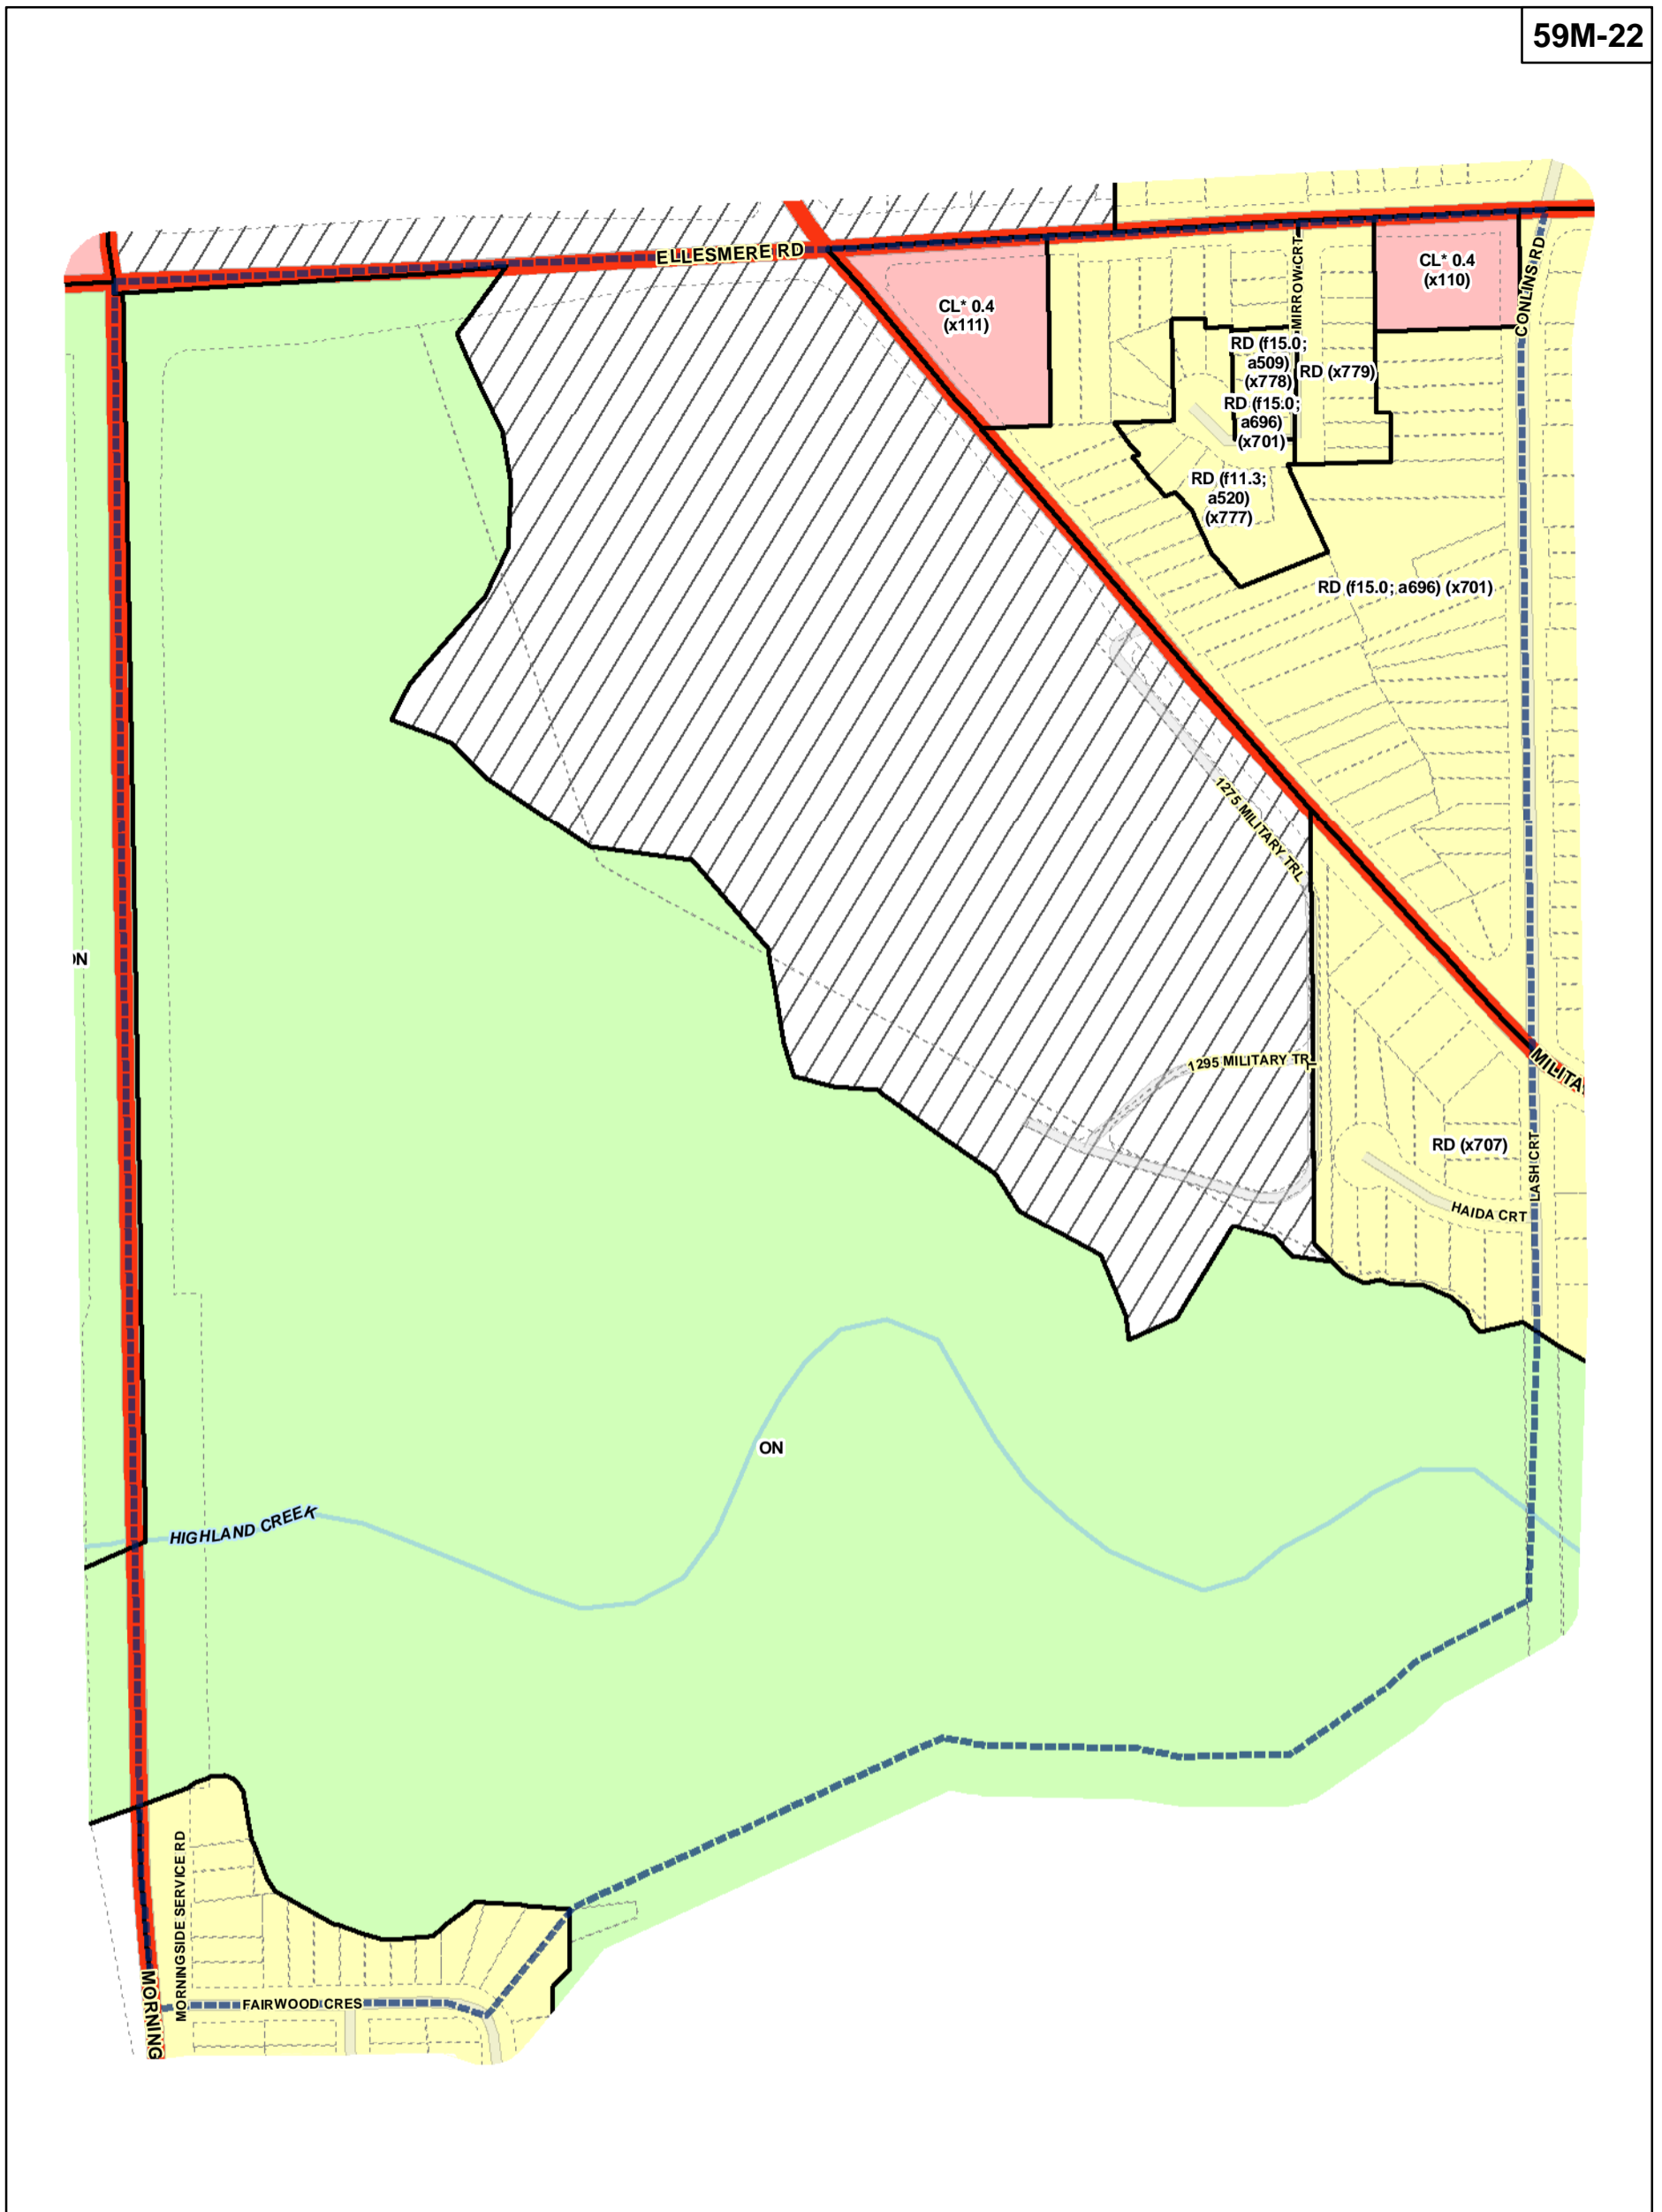 59M-22
ELLESMERE RD
CL* 0.4
(x111)
MIRROW CRT
CL* 0.4
(x110)
CONLINS RD
RD (f15.0;
a509)
(x778)
RD (x779)
RD (f15.0;
a696)
(x701)
RD (f11.3;
a520)
(x777)
RD (f15.0; a696) (x701)
1275 MILITARY TRL
ON
1295 MILITARY TRL
MILITA
RD (x707)
LASH CRT
HAIDA CRT
ON
HIGHLAND CREEK
MORNINGSIDE SERVICE RD
MORNING
FAIRWOOD CRES